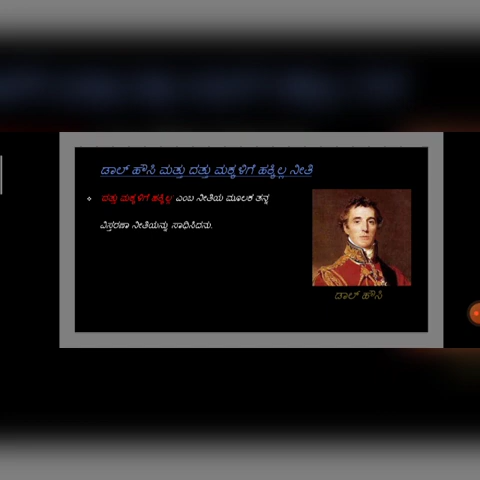 ಡಾಲ್ ಹೌಸಿ ಮತ್ತು ದತ್ತು ಮಕ್ಕಳಿಗೆ ಹಕ್ಕಿಲ್ಲ ನೀತಿ
ದತ್ತು ಮಕ್ಕಳಿಗೆ ಹಕ್ಕಿಲ್ಲ ಎಂಬ ನೀತಿಯ ಮೂಲಕ ತನ್ನ
ವಿಸ್ತರಣಾ ನೀತಿಯನ್ನು ಸಾಧಿಸಿದನು.
ಡಾಲ್ ಹೌಸಿ